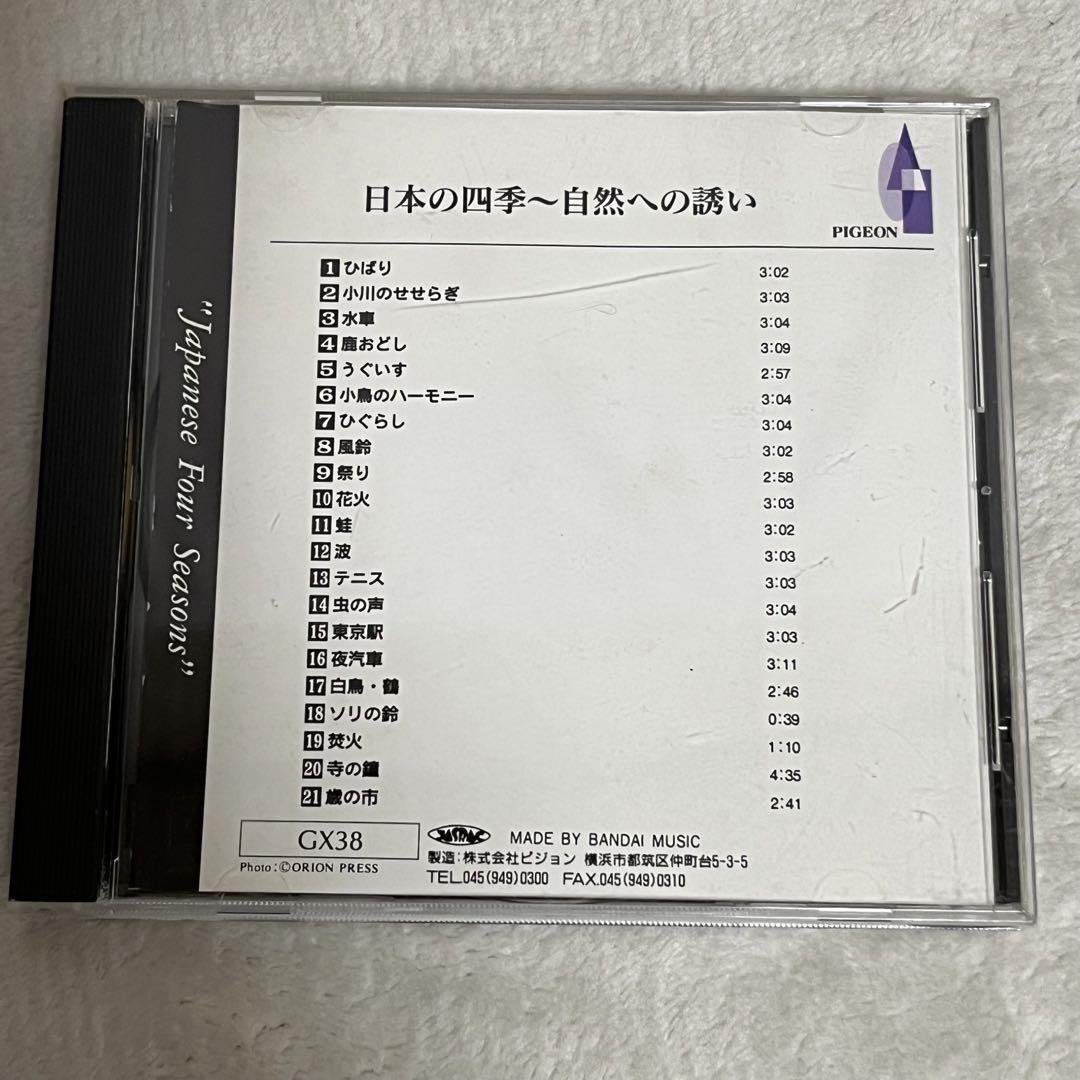 日本の四季～自然への誘い
PIGEON
"Japanese Four Seasons"
1 ひばり 3:02
2 小川のせせらぎ 3:03
3 水車 3:04
4 鹿おどし 3:09
5 うぐいす 2:57
6 小鳥のハーモニー 3:04
7 ひぐらし 3:04
8 風鈴 3:02
9 祭り 2:58
10 花火 3:03
11 蛙 3:02
12 波 3:03
13 テニス 3:03
14 虫の声 3:04
15 東京駅 3:03
16 夜汽車 3:11
17 白鳥・鶴 2:46
18 ソリの鈴 0:39
19 焚火 1:10
20 寺の鐘 4:35
21 歳の市 2:41
GX38
JASRAC MADE BY BANDAI MUSIC
製造:株式会社ピジョン 横浜市都筑区仲町台5-3-5
Photo:©ORION PRESS
TEL.045(949)0300 FAX.045(949)0310